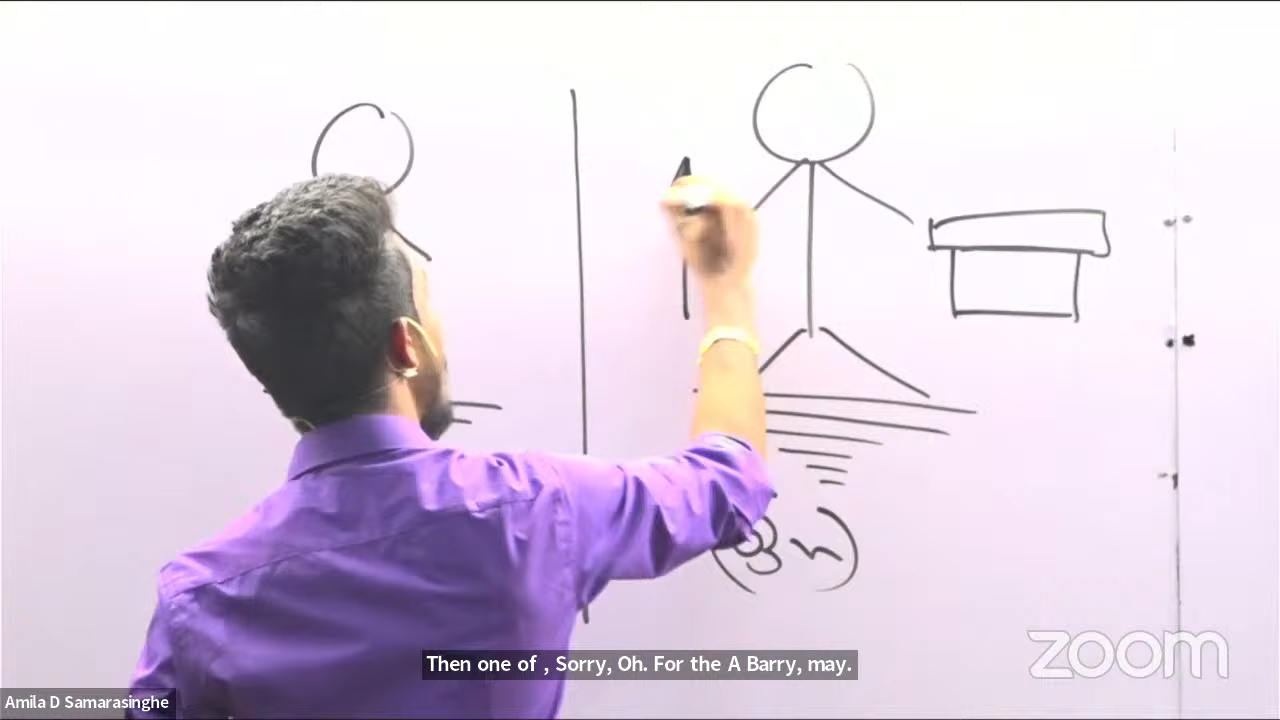 Then one of , Sorry, Oh. For the A Barry, may.
zoom
Amila D Samarasinghe